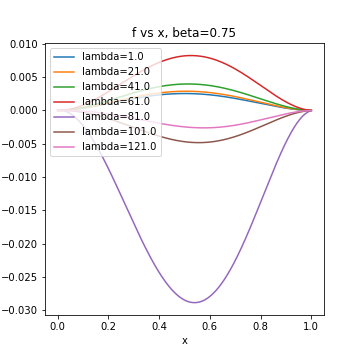 f vs x, beta=0.75
0.010
0.005
0.000
−0.005
−0.010
−0.015
−0.020
−0.025
−0.030
lambda=1.0
lambda=21.0
lambda=41.0
lambda=61.0
lambda=81.0
lambda=101.0
lambda=121.0
0.0 0.2 0.4 0.6 0.8 1.0
x